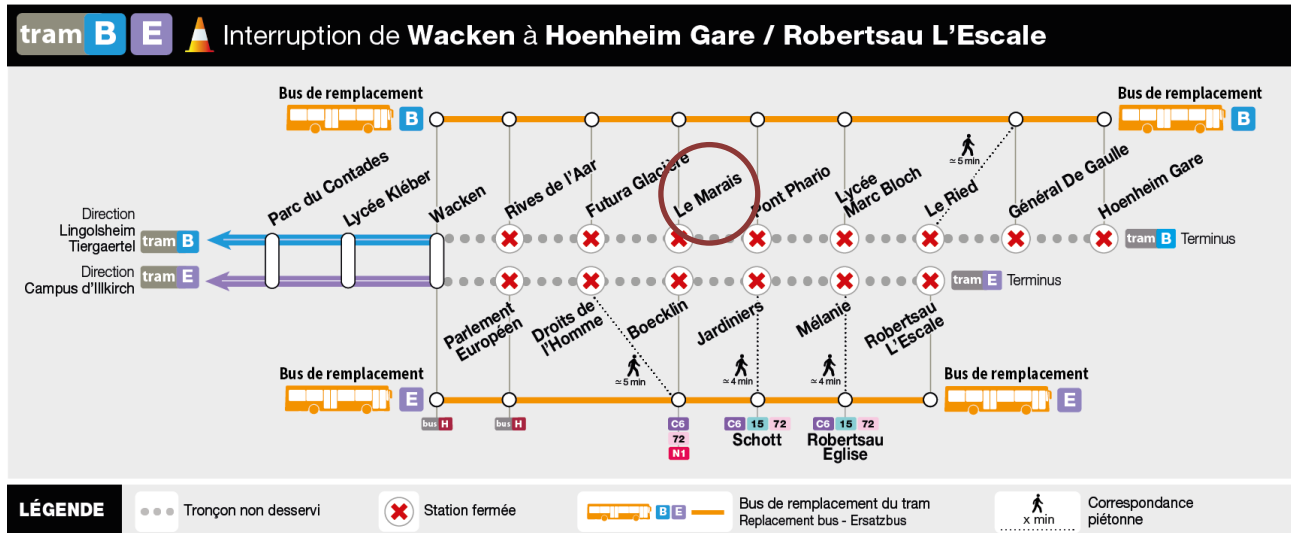 tram B E Interruption de Wacken à Hoenheim Gare / Robertsau L'Escale
Bus de remplacement
B
Bus de remplacement
B
≃ 5 min
Parc du Contades
Lycée Kléber
Wacken
Rives de l'Aar
Futura Glacière
Le Marais
Pont Phario
Lycée
Marc Bloch
Le Ried
Général De Gaulle
Hoenheim Gare
Direction
Lingolsheim
Tiergaertel
tram B
tram B Terminus
Direction
Campus d'Illkirch
tram E
tram E Terminus
Parlement
Européen
Droits de
l'Homme
Boecklin
Jardiniers
Mélanie
Robertsau
L'Escale
≃ 5 min
≃ 4 min
≃ 4 min
Bus de remplacement
E
Bus de remplacement
E
bus H
bus H
C6
72
N1
C6 15 72
Schott
C6 15 72
Robertsau
Eglise
LÉGENDE
Tronçon non desservi
Station fermée
B E
Bus de remplacement du tram
Replacement bus - Ersatzbus
x min
Correspondance
piétonne